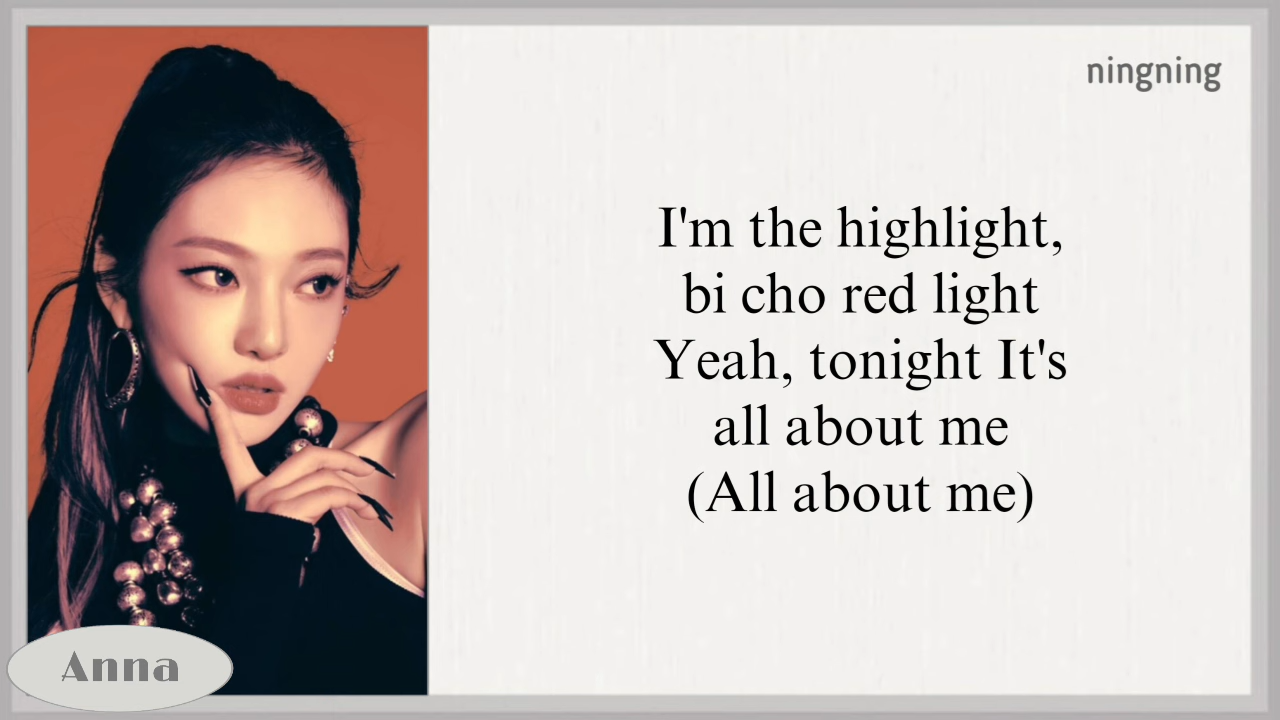 ningning
I'm the highlight,
bi cho red light
Yeah, tonight It's
all about me
(All about me)
Anna